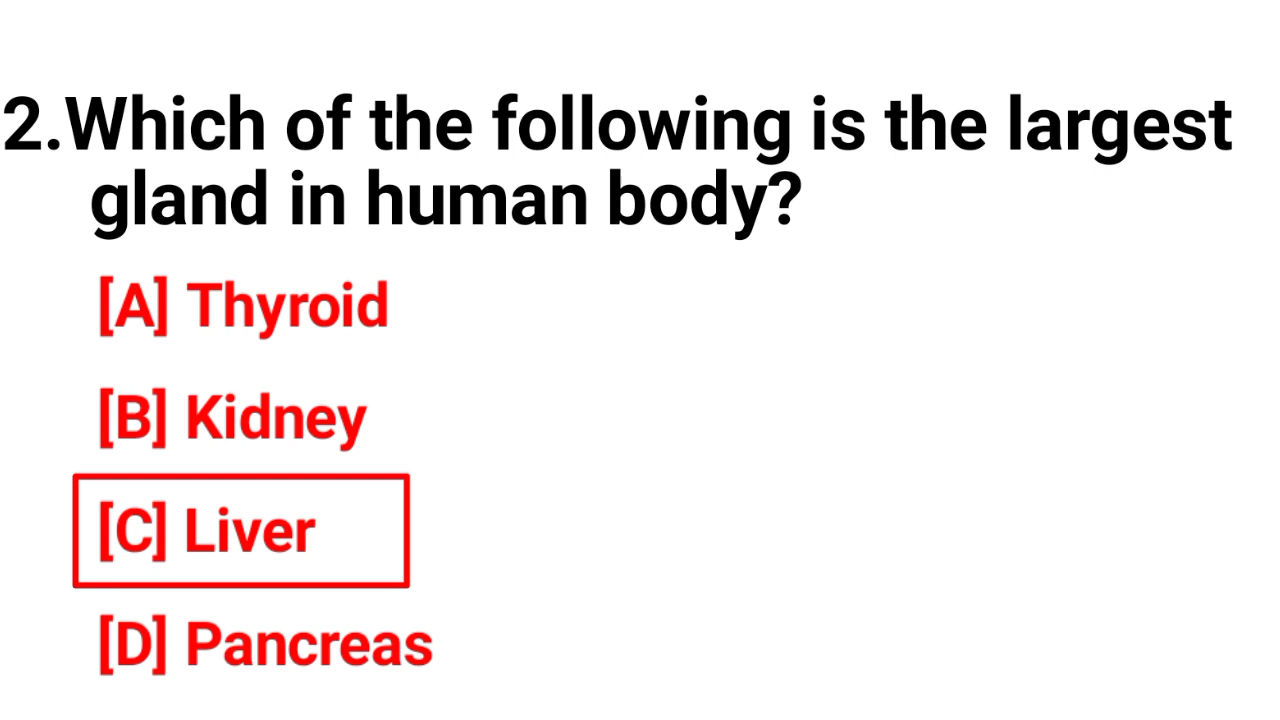 2.Which of the following is the largest
gland in human body?
[A] Thyroid
[B] Kidney
[C] Liver
[D] Pancreas